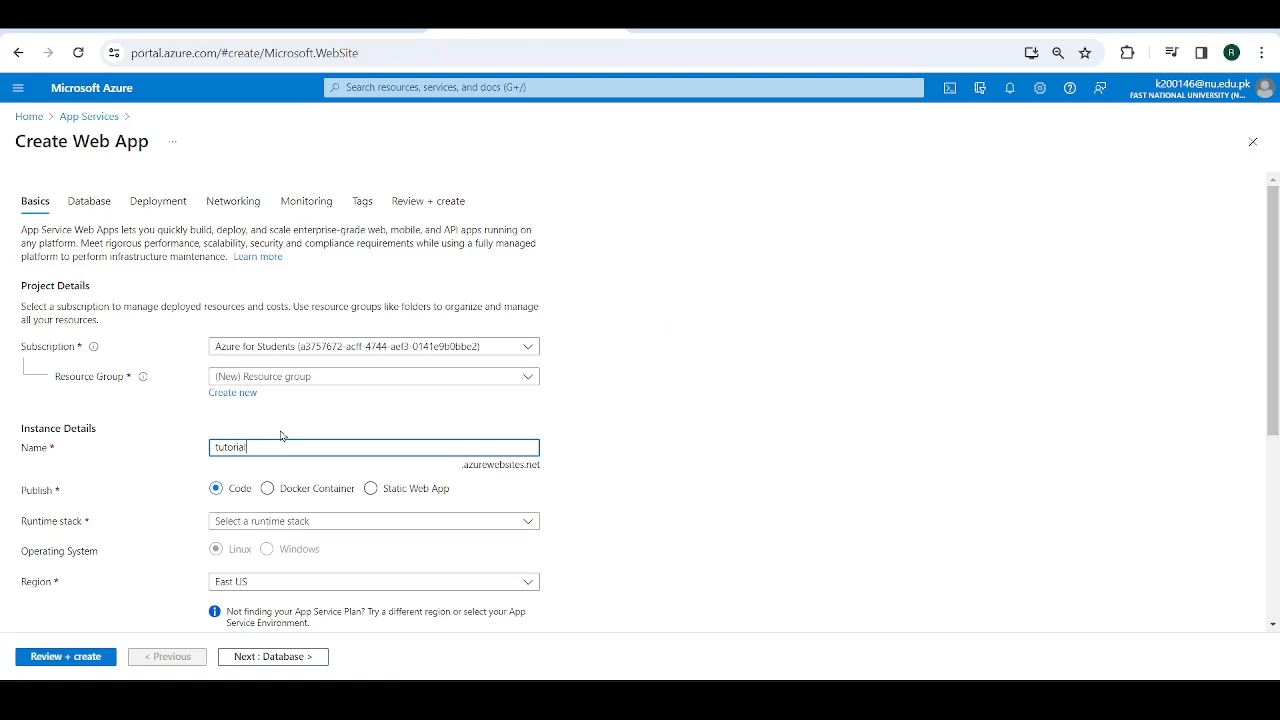 portal.azure.com/#create/Microsoft.WebSite
R
Microsoft Azure
Search resources, services, and docs (G+/)
k200146@nu.edu.pk
FAST NATIONAL UNIVERSITY (N...
Home > App Services >
Create Web App ...
Basics Database Deployment Networking Monitoring Tags Review + create
App Service Web Apps lets you quickly build, deploy, and scale enterprise-grade web, mobile, and API apps running on
any platform. Meet rigorous performance, scalability, security and compliance requirements while using a fully managed
platform to perform infrastructure maintenance. Learn more
Project Details
Select a subscription to manage deployed resources and costs. Use resource groups like folders to organize and manage
all your resources.
Subscription * Azure for Students (a3757672-acff-4744-aef3-0141e9b0bbe2)
Resource Group * (New) Resource group
Create new
Instance Details
Name * tutorial
.azurewebsites.net
Publish * Code Docker Container Static Web App
Runtime stack * Select a runtime stack
Operating System Linux Windows
Region * East US
Not finding your App Service Plan? Try a different region or select your App
Service Environment.
Review + create < Previous Next : Database >